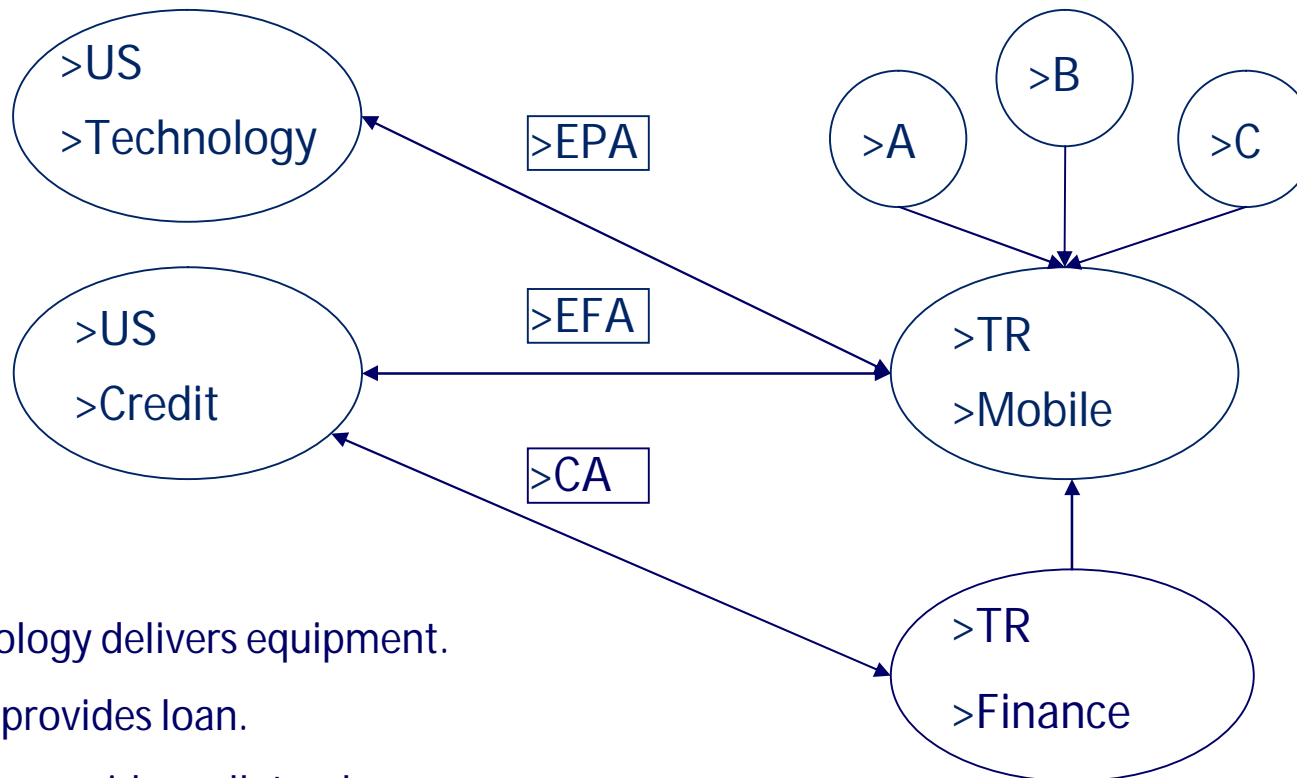 >US
>Technology
>EPA
>A
>B
>C
>US
>Credit
>EFA
>TR
>Mobile
>CA
>TR
>Finance
ology delivers equipment.
provides loan.